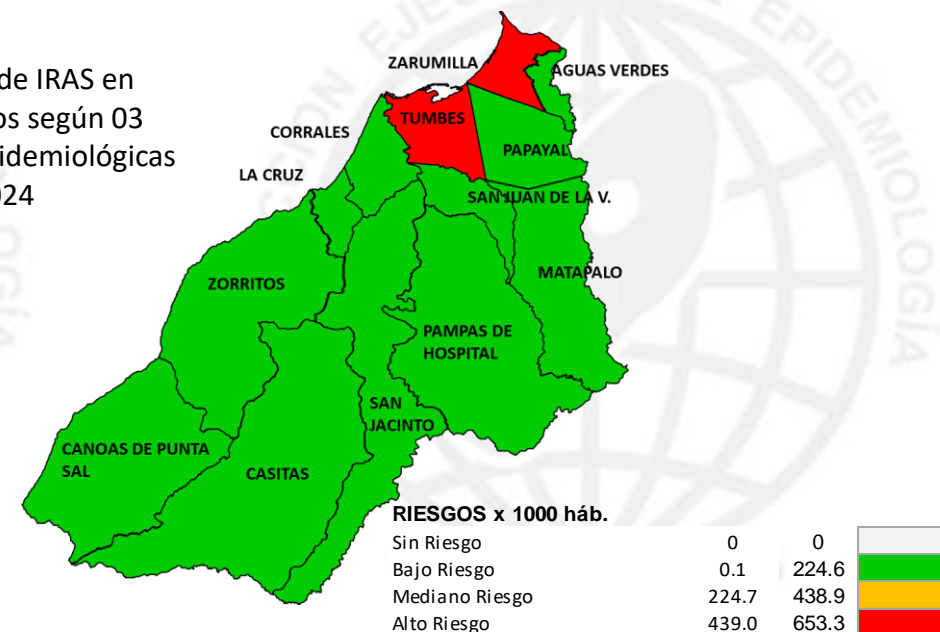 de IRAS en
os según 03
idemiológicas
024
ZARUMILLA
AGUAS VERDES
TUMBES
CORRALES
PAPAYAL
LA CRUZ
SAN JUAN DE LA V.
MATAPALO
ZORRITOS
PAMPAS DE
HOSPITAL
SAN
JACINTO
CANOAS DE PUNTA
SAL
CASITAS
RIESGOS x 1000 háb.
Sin Riesgo 0 0
Bajo Riesgo 0.1 224.6
Mediano Riesgo 224.7 438.9
Alto Riesgo 439.0 653.3
EPIDEMIOLOGÍA